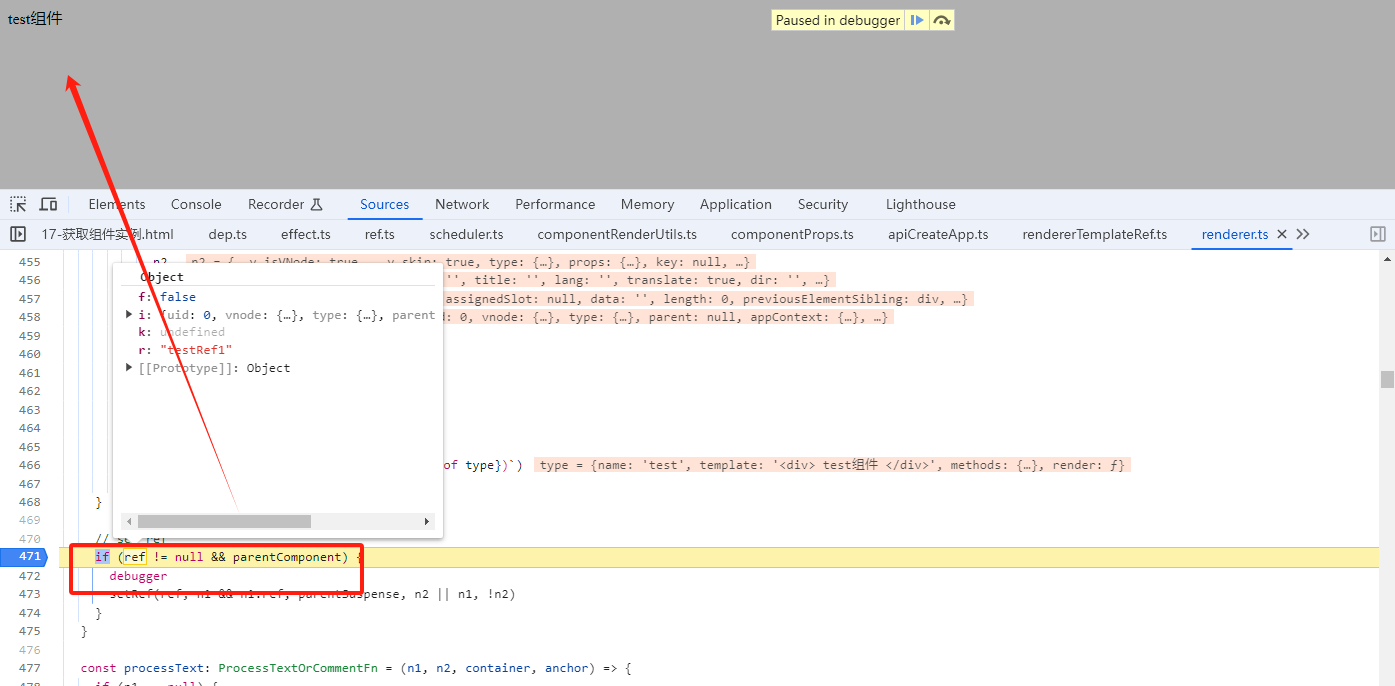 test组件
Paused in debugger
Elements Console Recorder Sources Network Performance Memory Application Security Lighthouse
17-获取组件实例.html dep.ts effect.ts ref.ts scheduler.ts componentRenderUtils.ts componentProps.ts apiCreateApp.ts rendererTemplateRef.ts renderer.ts
455 n2 n2 = {__v_isVNode: true, __v_skip: true, type: {…}, props: {…}, key: null, …}
Object
456 '', title: '', lang: '', translate: true, dir: '', …}
f: false
457 assignedSlot: null, data: '', length: 0, previousElementSibling: div, …}
i: {uid: 0, vnode: {…}, type: {…}, parent
458 0, vnode: {…}, type: {…}, parent: null, appContext: {…}, …}
k: undefined
459
r: "testRef1"
460
[[Prototype]]: Object
461
462
463
464
465
466 of type})`) type = {name: 'test', template: '<div> test组件 </div>', methods: {…}, render: ƒ}
467
468 }
469
470 // set ref
471 if (ref != null && parentComponent) {
472 debugger
473 setRef(ref, n1 && n1.ref, parentSuspense, n2 || n1, !n2)
474 }
475 }
476
477 const processText: ProcessTextOrCommentFn = (n1, n2, container, anchor) => {
478 if (n1 == null) {